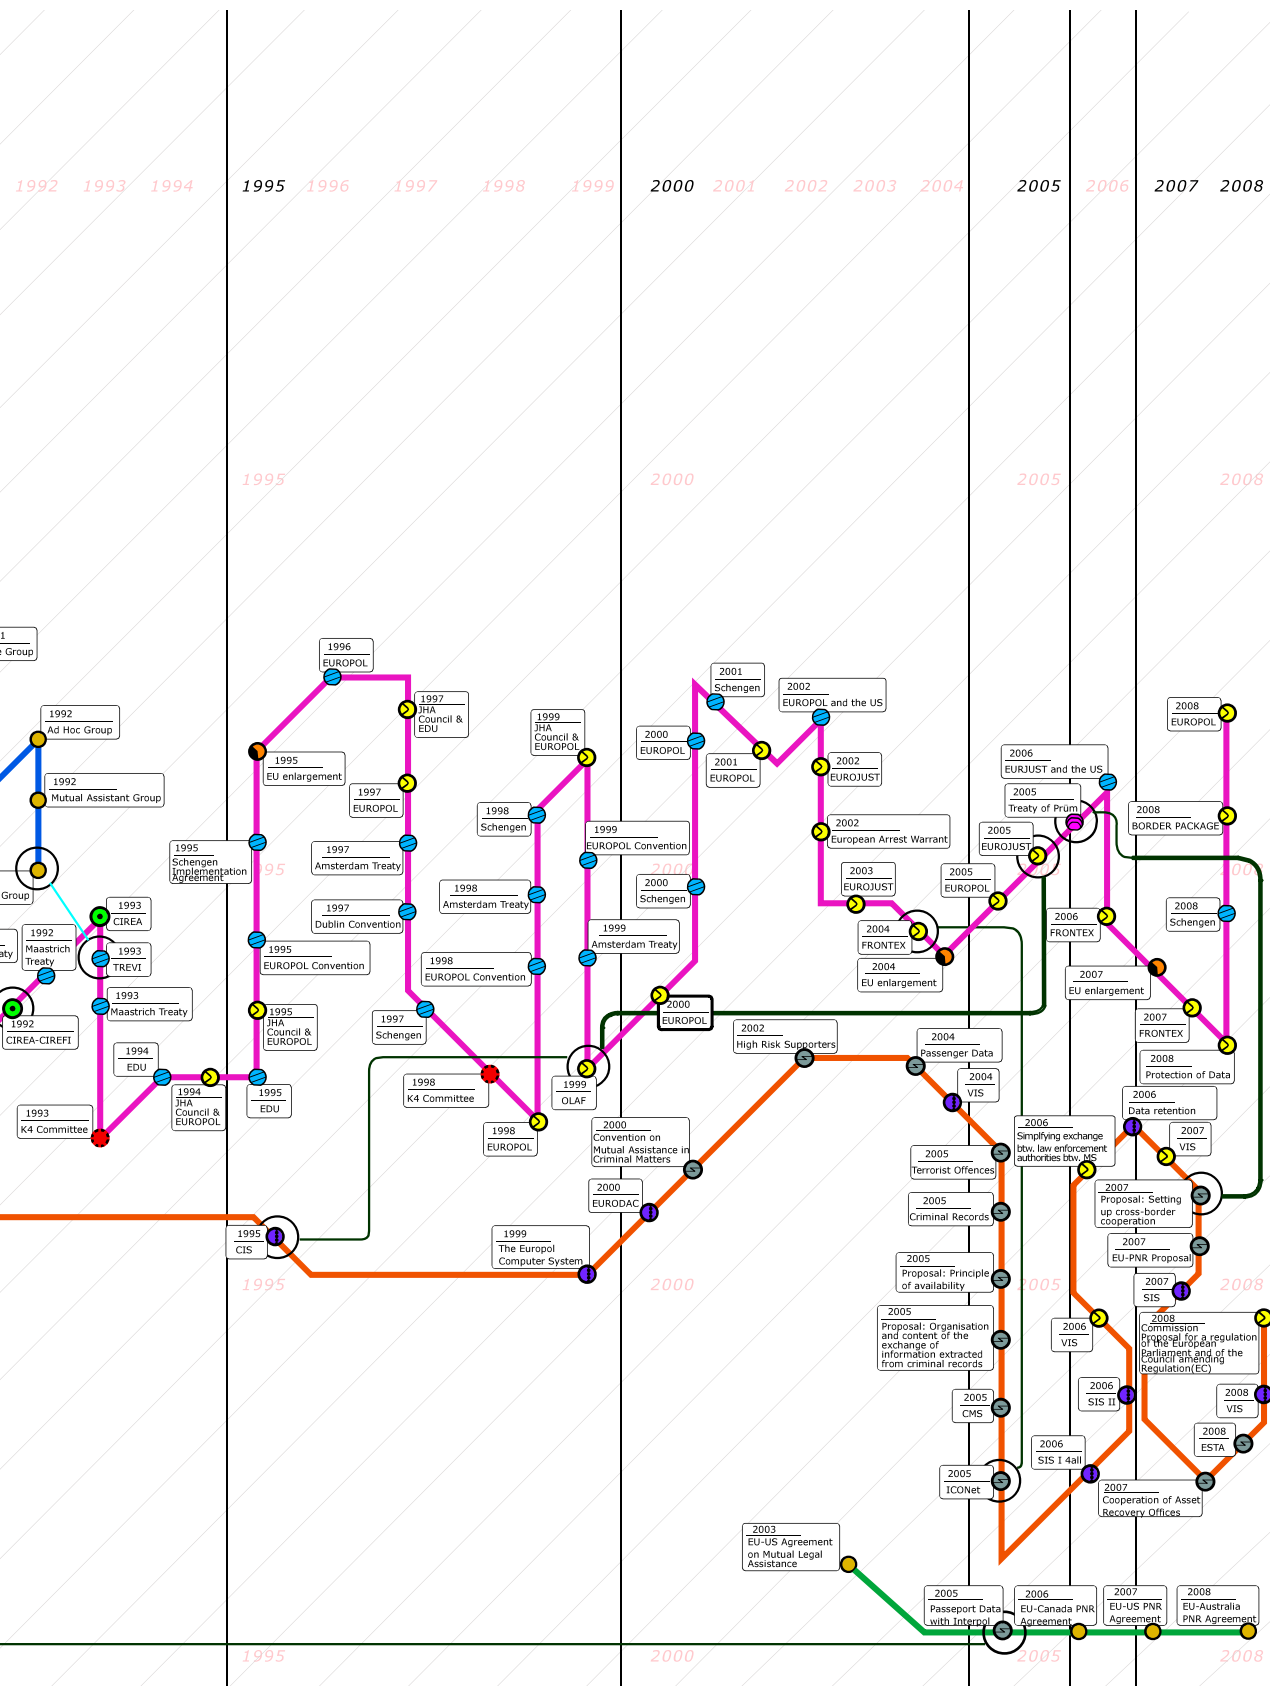 1992 1993 1994 1995 1996 1997 1998 1999 2000 2001 2002 2003 2004 2005 2006 2007 2008
1995 2000 2005 2008
1
Group
1996
EUROPOL
2001
Schengen
2002
EUROPOL and the US
1997
JHA
Council &
EDU
1992
Ad Hoc Group
1999
JHA
Council &
EUROPOL
2000
EUROPOL
2008
EUROPOL
1995
EU enlargement
2001
EUROPOL
2002
EUROJUST
2006
EURJUST and the US
1992
Mutual Assistant Group
1997
EUROPOL
2005
Treaty of Prüm
1998
Schengen
2002
European Arrest Warrant
2005
EUROJUST
2008
BORDER PACKAGE
1995
Schengen
Implementation
Agreement
1997
Amsterdam Treaty
1999
EUROPOL Convention
2000 2005 2008
Group
1998
Amsterdam Treaty
2000
Schengen
2003
EUROJUST
2005
EUROPOL
1993
CIREA
1997
Dublin Convention
2008
Schengen
1992
Maastrich
Treaty
1993
TREVI
1995
EUROPOL Convention
1998
EUROPOL Convention
1999
Amsterdam Treaty
2004
FRONTEX
2006
FRONTEX
2004
EU enlargement
2007
EU enlargement
1993
Maastrich Treaty
1992
CIREA-CIREFI
1995
JHA
Council &
EUROPOL
1997
Schengen
2000
EUROPOL
2007
FRONTEX
2002
High Risk Supporters
2004
Passenger Data
2008
Protection of Data
1994
EDU
1994
JHA
Council &
EUROPOL
1995
EDU
1998
K4 Committee
1999
OLAF
2004
VIS
1993
K4 Committee
1998
EUROPOL
2000
Convention on
Mutual Assistance in
Criminal Matters
2006
Data retention
2006
Simplfying exchange
btw. law enforcement
authorities btw. MS
2007
VIS
2005
Terrorist Offences
2000
EURODAC
2005
Criminal Records
2007
Proposal: Setting
up cross-border
cooperation
1995
CIS
1999
The Europol
Computer System
2007
EU-PNR Proposal
2005
Proposal: Principle
of availability
2007
SIS
1995 2000 2005 2008
2005
Proposal: Organisation
and content of the
exchange of
information extracted
from criminal records
2006
VIS
2008
Commission
Proposal for a regulation
of the European
Parliament and of the
Council amending
Regulation(EC)
2005
CMS
2006
SIS II
2008
VIS
2008
ESTA
2006
SIS I 4all
2005
ICONet
2007
Cooperation of Asset
Recovery Offices
2003
EU-US Agreement
on Mutual Legal
Assistance
2005
Passeport Data
with Interpol
2006
EU-Canada PNR
Agreement
2007
EU-US PNR
Agreement
2008
EU-Australia
PNR Agreement
1995 2000 2005 2008